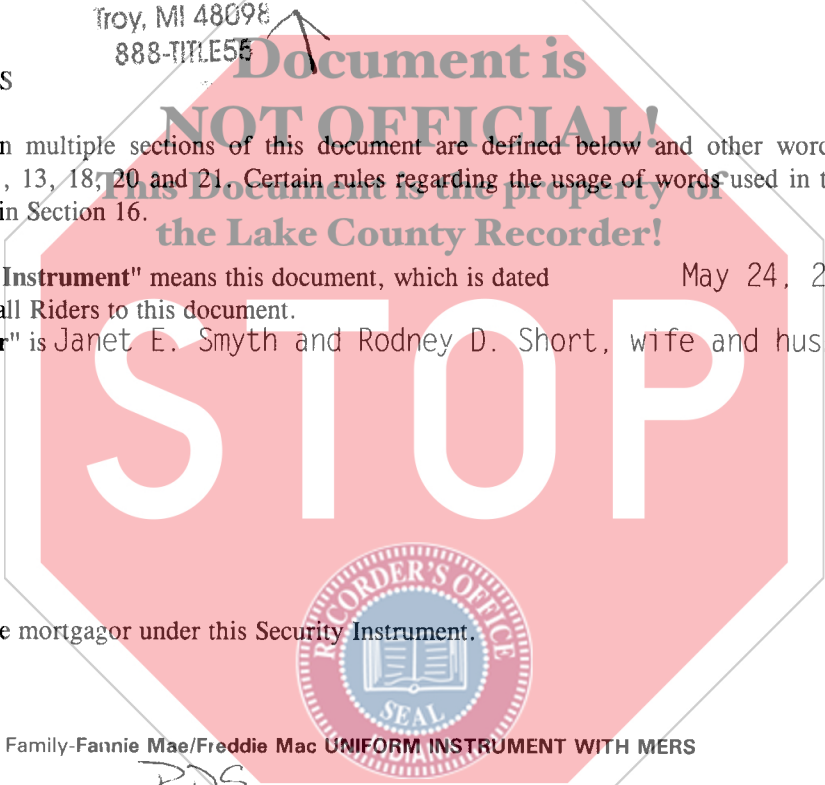 Troy, MI 48098
888-TITLE55
Document is
S
NOT OFFICIAL!
n multiple sections of this document are defined below and other word
, 13, 18, 20 and 21. Certain rules regarding the usage of words used in t
This Document is the property of
in Section 16.
the Lake County Recorder!
Instrument" means this document, which is dated May 24, 2
all Riders to this document.
r" is Janet E. Smyth and Rodney D. Short, wife and hus
STOP
RECORDER'S OFFICE
e mortgagor under this Security Instrument.
SEAL
INDIANA
Family-Fannie Mae/Freddie Mac UNIFORM INSTRUMENT WITH MERS
RDS